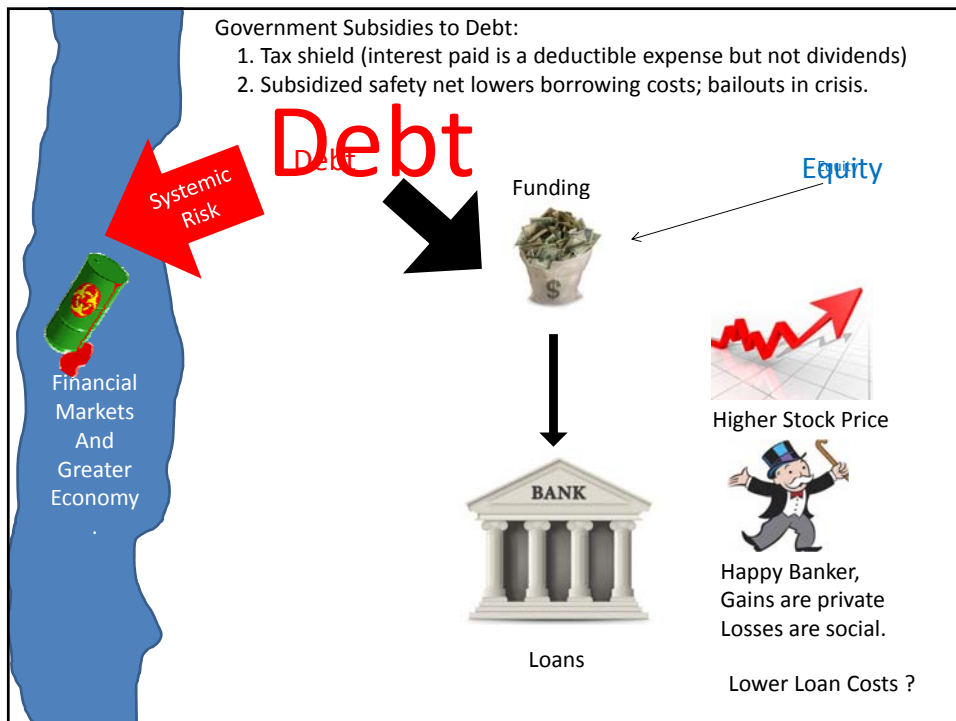 Government Subsidies to Debt:
1. Tax shield (interest paid is a deductible expense but not dividends)
2. Subsidized safety net lowers borrowing costs; bailouts in crisis.
Debt
Debt
Equity
Equity
Systemic
Risk
Funding
$
Financial
Markets
And
Greater
Economy
.
Higher Stock Price
BANK
Happy Banker,
Gains are private
Losses are social.
Loans
Lower Loan Costs ?